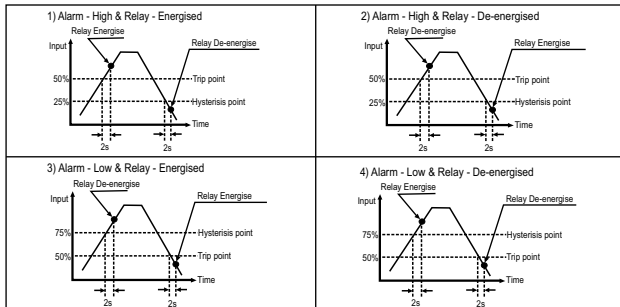 1) Alarm - High & Relay - Energised
Relay Energise
Input
Relay De-energise
50%
Trip point
25%
Hysterisis point
Time
2s
2s
2) Alarm - High & Relay - De-energised
Relay De-energise
Input
Relay Energise
50%
Trip point
25%
Hysterisis point
Time
2s
2s
3) Alarm - Low & Relay - Energised
Relay De-energise
Input
Relay Energise
75%
Hysterisis point
50%
Trip point
Time
2s
2s
4) Alarm - Low & Relay - De-energised
Relay Energise
Input
Relay De-energise
75%
Hysterisis point
50%
Trip point
Time
2s
2s